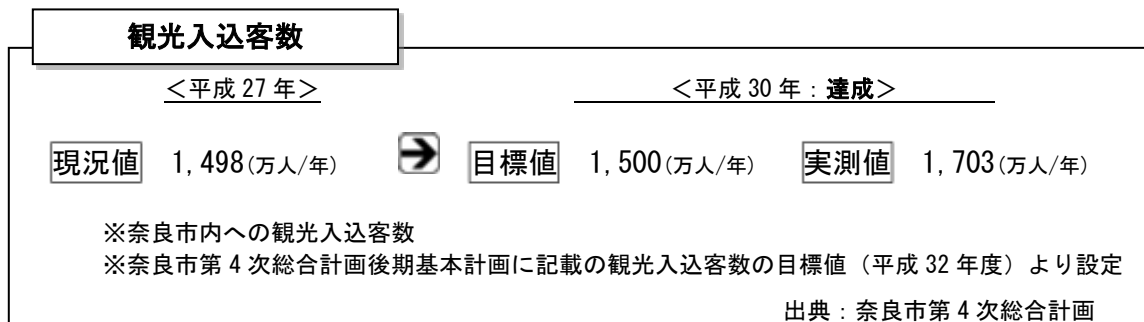 観光入込客数
＜平成 27 年＞ ＜平成 30 年：達成＞
現況値 1,498(万人/年) ➔ 目標値 1,500(万人/年) 実測値 1,703(万人/年)
※奈良市内への観光入込客数
※奈良市第 4 次総合計画後期基本計画に記載の観光入込客数の目標値（平成 32 年度）より設定
出典：奈良市第 4 次総合計画